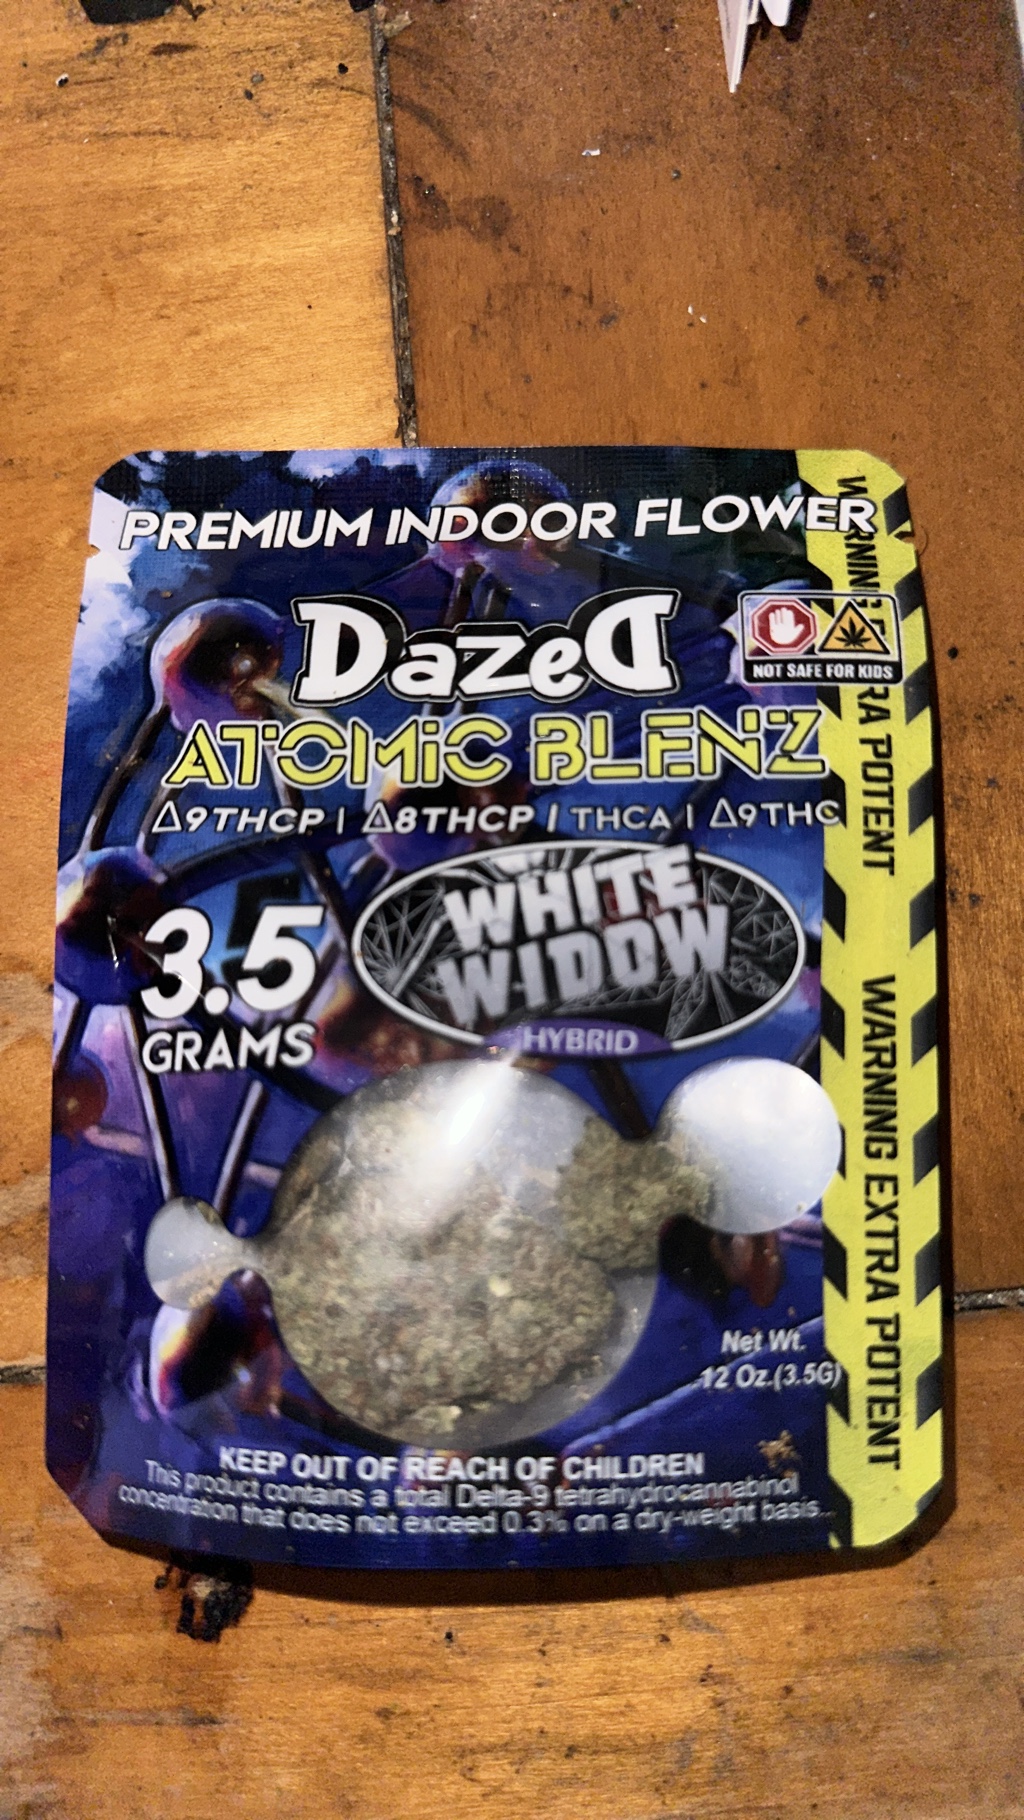 PREMIUM INDOOR FLOWER
DazeD
NOT SAFE FOR KIDS
ATOMiC BLENZ
Δ9THCP | Δ8THCP | THCA | Δ9THC
3.5
GRAMS
WHITE
WIDOW
HYBRID
Net Wt.
.12 Oz.(3.5G)
KEEP OUT OF REACH OF CHILDREN
This product contains a total Delta-9 tetrahydrocannabinol
concentration that does not exceed 0.3% on a dry-weight basis...
WARNING EXTRA POTENT
WARNING EXTRA POTENT